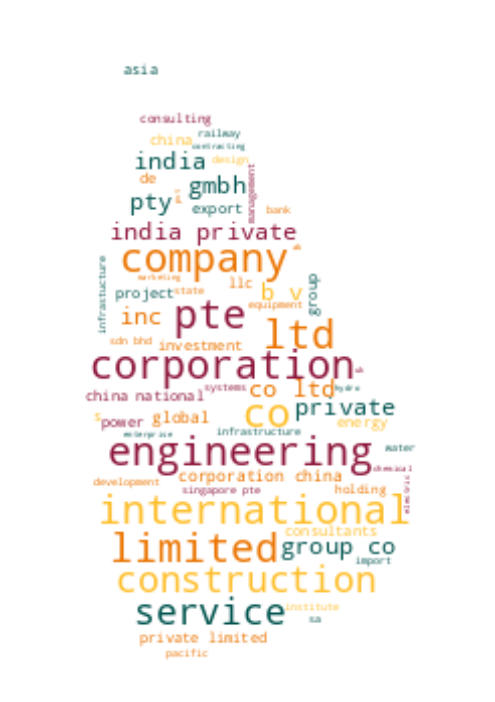 asia
consulting
railway
china
contracting
india
design
de
gmbh
management
pty
export
bank
india private
company
infrastructure
marketing
llc
b v
group
project
state
equipment
inc
pte
ltd
sdn bhd
investment
corporation
systems
co ltd
hydro
china national
co
private
s
power
global
energy
enterprise
infrastructure
engineering
water
chemical
corporation china
electric
development
singapore pte
holding
international
consultants
limited
group co
import
construction
service
institute
sa
private limited
pacific